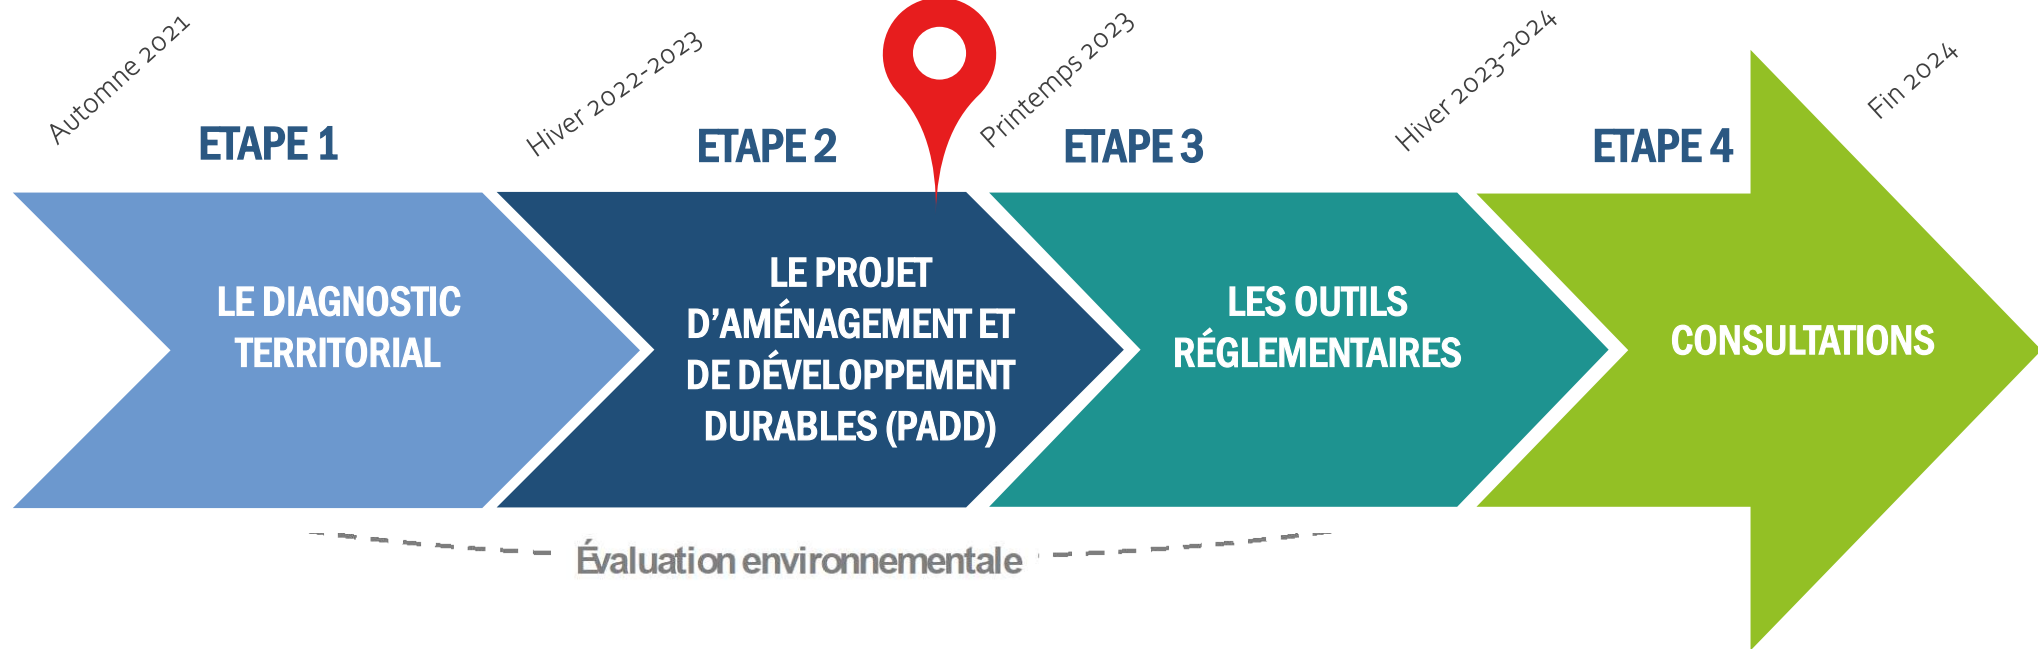 Automne 2021
Hiver 2022-2023
Printemps 2023
Hiver 2023-2024
Fin 2024
ETAPE 1
ETAPE 2
ETAPE 3
ETAPE 4
LE DIAGNOSTIC
TERRITORIAL
LE PROJET
D’AMÉNAGEMENT ET
DE DÉVELOPPEMENT
DURABLES (PADD)
LES OUTILS
RÉGLEMENTAIRES
CONSULTATIONS
Évaluation environnementale